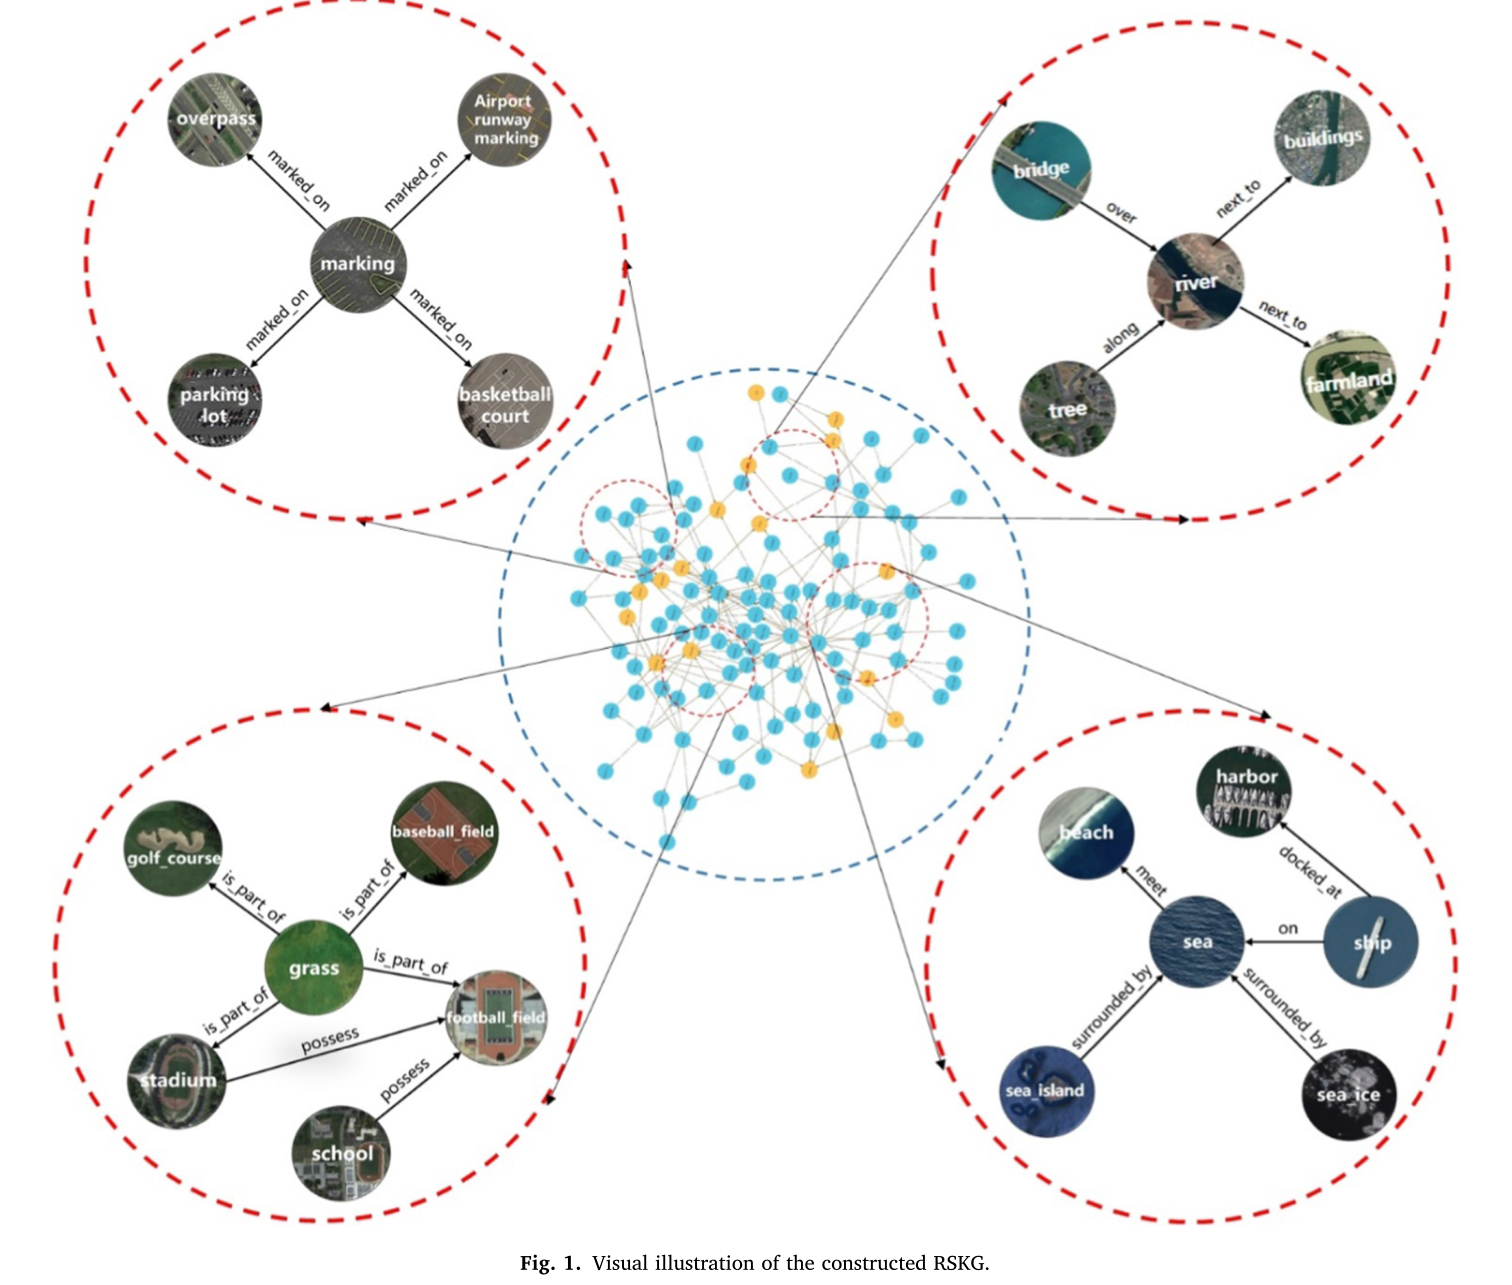 overpass
Airport
runway
marking
marked_on
marked_on
marking
marked_on
marked_on
parking
lot
basketball
court
bridge
buildings
over
next_to
river
along
next_to
tree
farmland
golf_course
baseball_field
is_part_of
is_part_of
grass
is_part_of
is_part_of
football_field
possess
stadium
possess
school
harbor
beach
docked_at
meet
sea
on
ship
surrounded_by
surrounded_by
sea_island
sea_ice
Fig. 1. Visual illustration of the constructed RSKG.